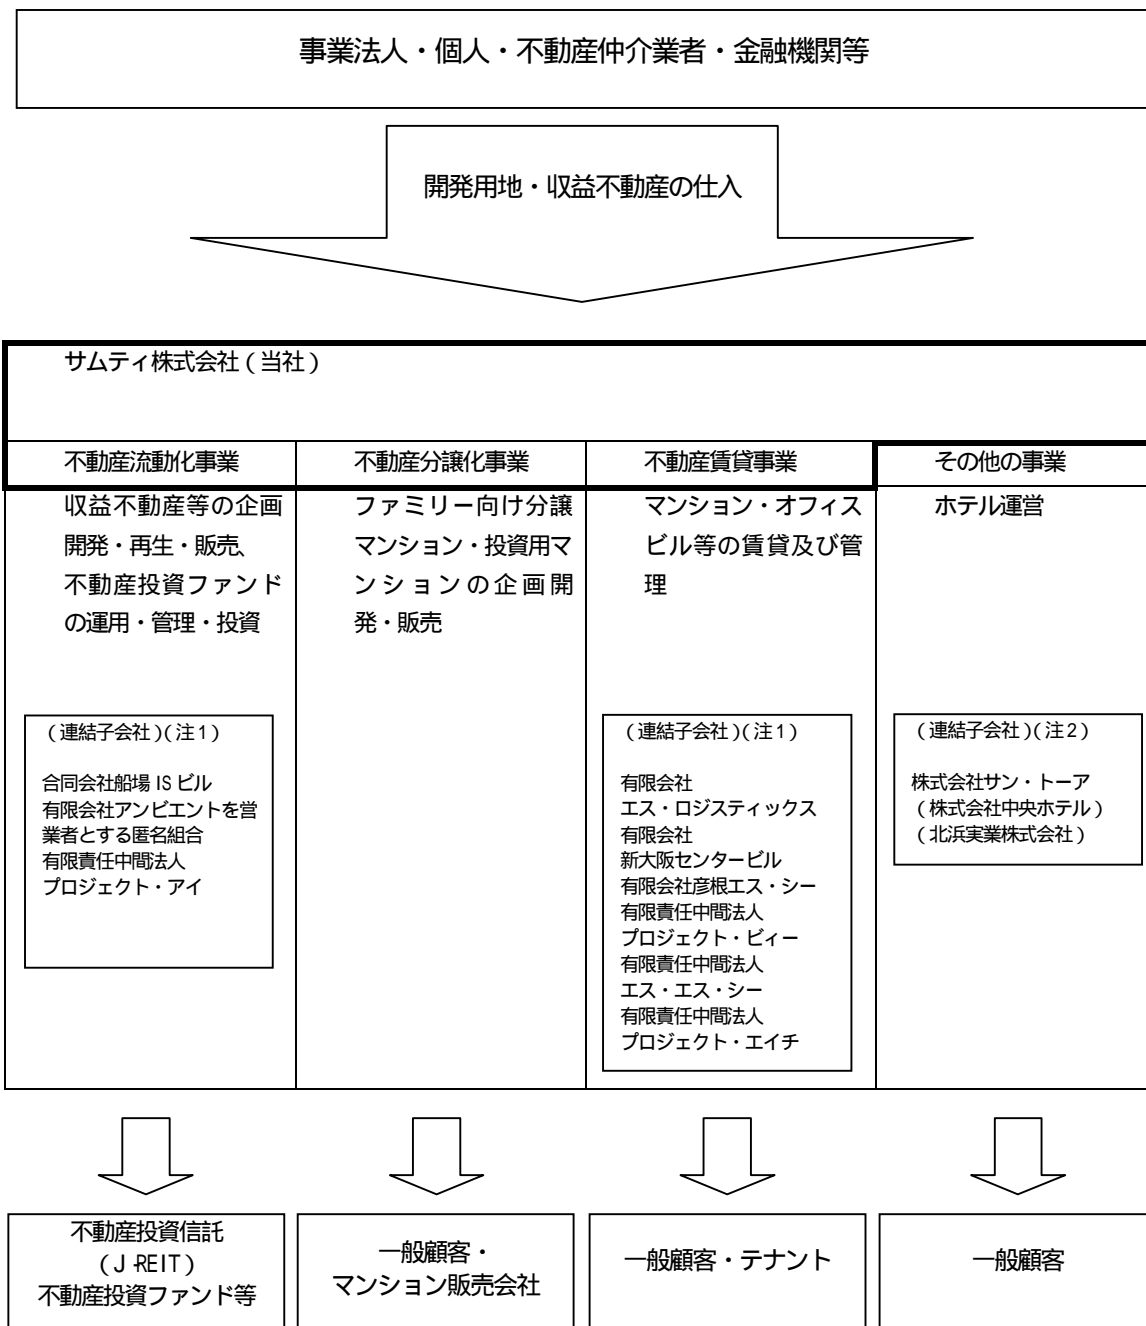 事業法人・個人・不動産仲介業者・金融機関等
開発用地・収益不動産の仕入
サムティ株式会社(当社)
不動産流動化事業
収益不動産等の企画
開発・再生・販売、
不動産投資ファンド
の運用・管理・投資
(連結子会社)(注1)
合同会社船場 IS ビル
有限会社アンビエントを営
業者とする匿名組合
有限責任中間法人
プロジェクト・アイ
不動産分譲化事業
ファミリー向け分譲
マンション・投資用マ
ンションの企画開
発・販売
不動産賃貸事業
マンション・オフィス
ビル等の賃貸及び管
理
(連結子会社)(注1)
有限会社
エス・ロジスティックス
有限会社
新大阪センタービル
有限会社彦根エス・シー
有限責任中間法人
プロジェクト・ビィー
有限責任中間法人
エス・エス・シー
有限責任中間法人
プロジェクト・エイチ
その他の事業
ホテル運営
(連結子会社)(注2)
株式会社サン・トーア
(株式会社中央ホテル)
(北浜実業株式会社)
不動産投資信託
(J-REIT)
不動産投資ファンド等
一般顧客・
マンション販売会社
一般顧客・テナント
一般顧客